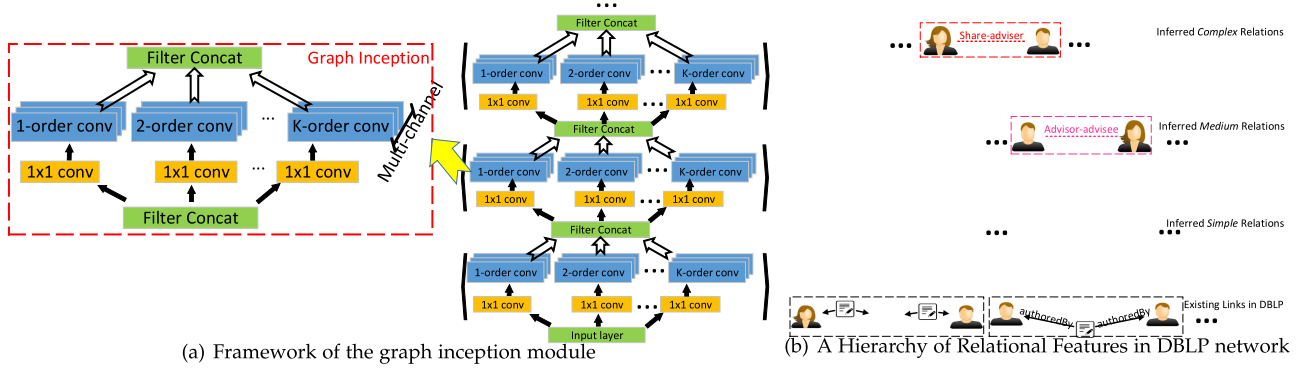 Filter Concat
Graph Inception
1-order conv 2-order conv ... K-order conv
Multi-channel
1x1 conv 1x1 conv ... 1x1 conv
Filter Concat
...
Filter Concat
1-order conv 2-order conv ... K-order conv
1x1 conv 1x1 conv ... 1x1 conv
Filter Concat
1-order conv 2-order conv ... K-order conv
1x1 conv 1x1 conv ... 1x1 conv
Filter Concat
1-order conv 2-order conv ... K-order conv
1x1 conv 1x1 conv ... 1x1 conv
Input layer
(a) Framework of the graph inception module
... Share-adviser ... Inferred Complex Relations
... Advisor-advisee ... Inferred Medium Relations
... ... Inferred Simple Relations
authoredBy authoredBy ... Existing Links in DBLP
(b) A Hierarchy of Relational Features in DBLP network